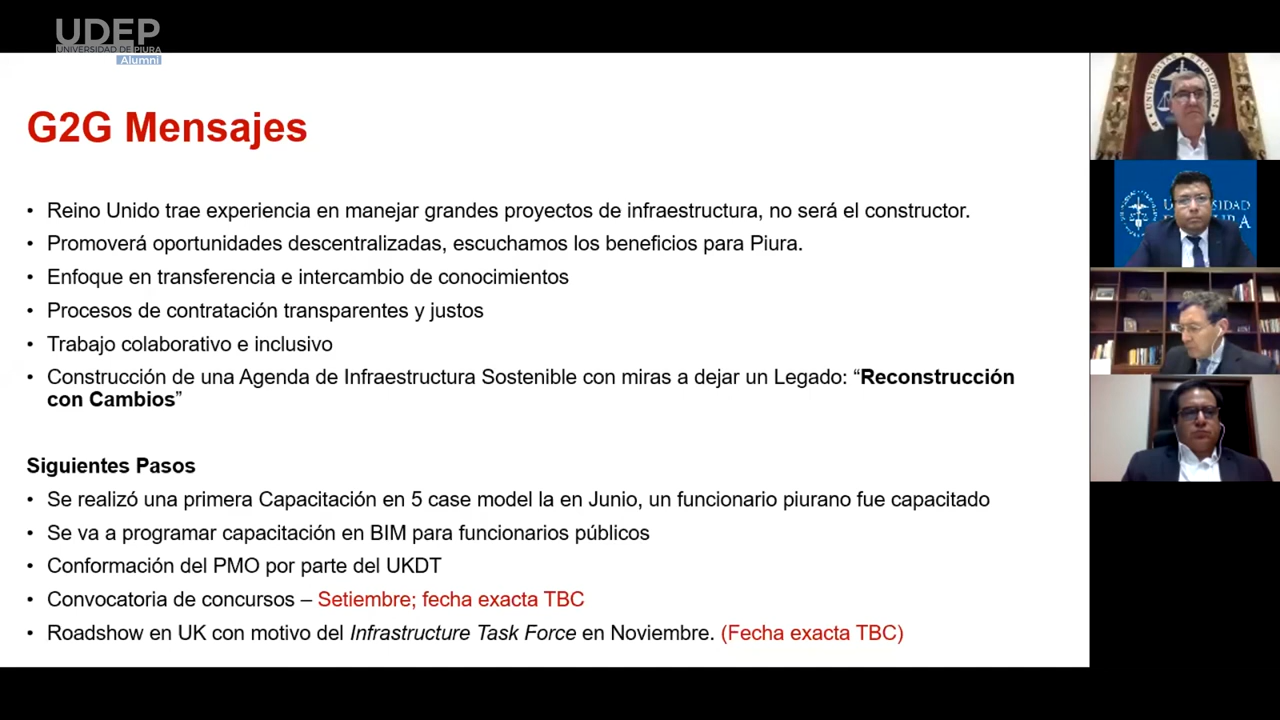 UDEP
UNIVERSIDAD DE PIURA
Alumni
G2G Mensajes
• Reino Unido trae experiencia en manejar grandes proyectos de infraestructura, no será el constructor.
• Promoverá oportunidades descentralizadas, escuchamos los beneficios para Piura.
• Enfoque en transferencia e intercambio de conocimientos
• Procesos de contratación transparentes y justos
• Trabajo colaborativo e inclusivo
• Construcción de una Agenda de Infraestructura Sostenible con miras a dejar un Legado: “Reconstrucción
con Cambios”
Siguientes Pasos
• Se realizó una primera Capacitación en 5 case model la en Junio, un funcionario piurano fue capacitado
• Se va a programar capacitación en BIM para funcionarios públicos
• Conformación del PMO por parte del UKDT
• Convocatoria de concursos – Setiembre; fecha exacta TBC
• Roadshow en UK con motivo del Infrastructure Task Force en Noviembre. (Fecha exacta TBC)